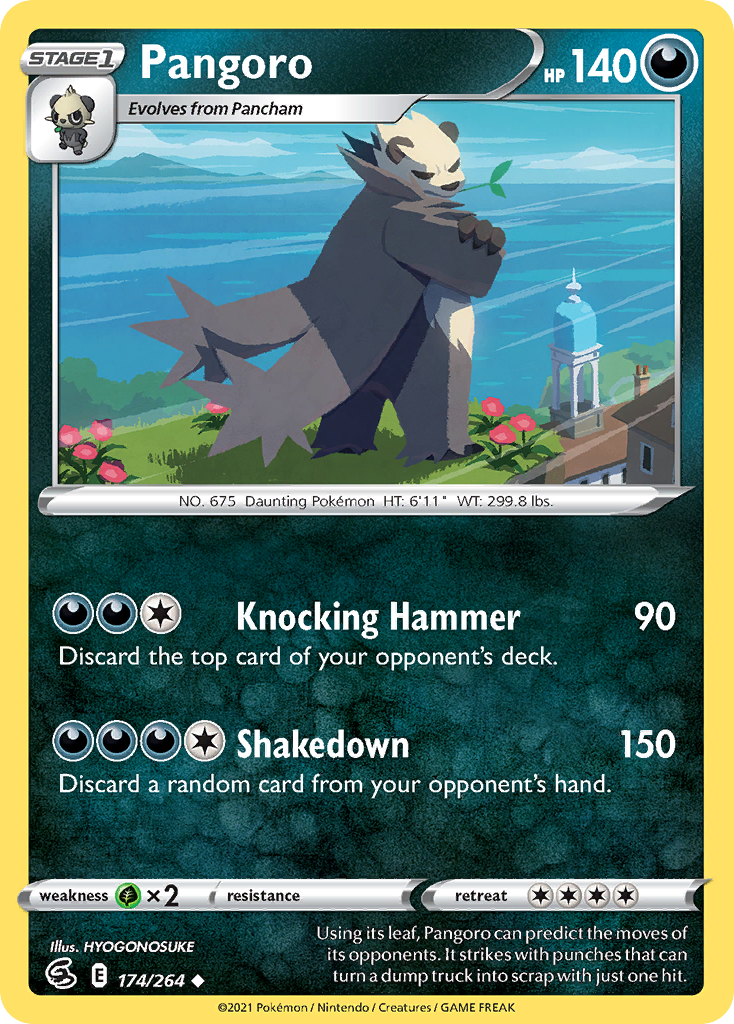 STAGE1
Pangoro
HP 140
Evolves from Pancham
NO. 675 Daunting Pokémon HT: 6'11" WT: 299.8 lbs.
Knocking Hammer 90
Discard the top card of your opponent's deck.
Shakedown 150
Discard a random card from your opponent's hand.
weakness ×2 resistance retreat
Illus. HYOGONOSUKE
Using its leaf, Pangoro can predict the moves of
its opponents. It strikes with punches that can
turn a dump truck into scrap with just one hit.
E 174/264
©2021 Pokémon / Nintendo / Creatures / GAME FREAK